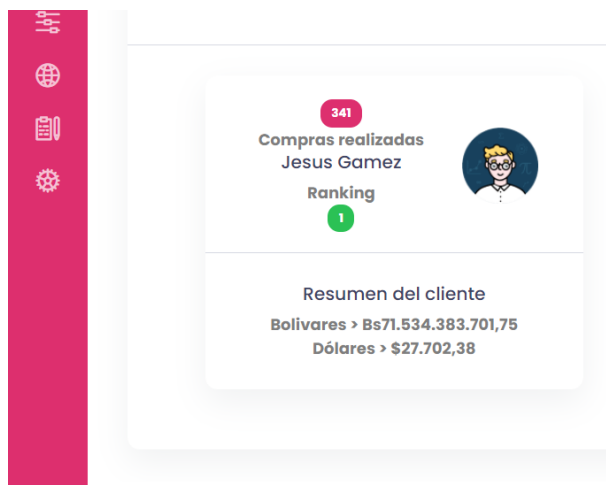 341
Compras realizadas
Jesus Gamez
Ranking
1
Resumen del cliente
Bolivares > Bs71.534.383.701,75
Dólares > $27.702,38